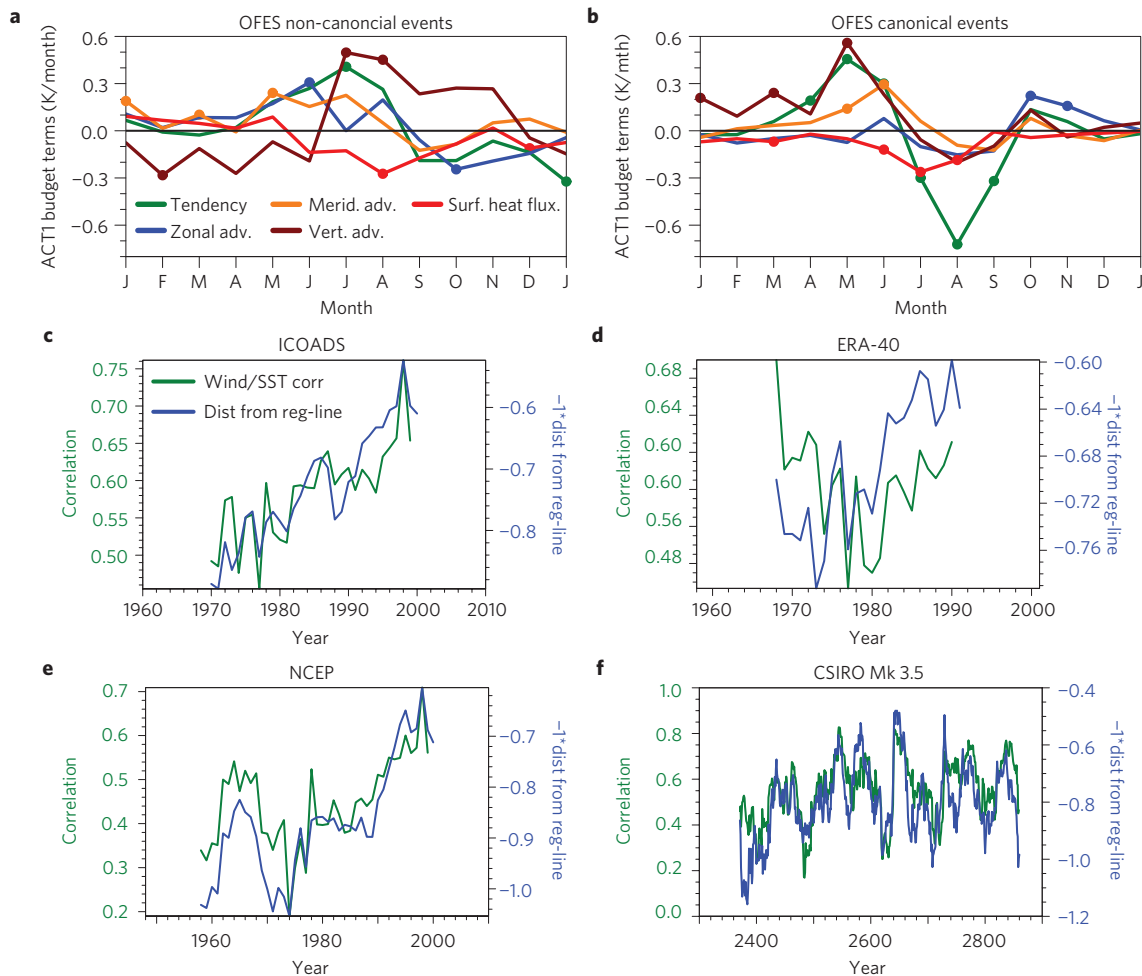 a
OFES non-canoncial events
ACT1 budget terms (K/month)
0.6
0.3
0.0
−0.3
−0.6
Tendency
Merid. adv.
Surf. heat flux.
Zonal adv.
Vert. adv.
J F M A M J J A S O N D J
Month
b
OFES canonical events
ACT1 budget terms (K/mth)
0.6
0.3
0.0
−0.3
−0.6
J F M A M J J A S O N D J
Month
c
ICOADS
Correlation
0.75
0.70
0.65
0.60
0.55
0.50
Wind/SST corr
Dist from reg-line
−0.6
−0.7
−0.8
−1*dist from
reg-line
1960 1970 1980 1990 2000 2010
Year
d
ERA-40
Correlation
0.68
0.64
0.60
0.60
0.56
0.48
−0.60
−0.64
−0.68
−0.72
−0.76
−1*dist from
reg-line
1960 1970 1980 1990 2000
Year
e
NCEP
Correlation
0.7
0.6
0.5
0.4
0.3
0.2
−0.7
−0.8
−0.9
−1.0
−1*dist from
reg-line
1960 1980 2000
Year
f
CSIRO Mk 3.5
Correlation
1.0
0.8
0.6
0.4
0.2
0.0
−0.4
−0.6
−0.8
−1.0
−1.2
−1*dist from
reg-line
2400 2600 2800
Year